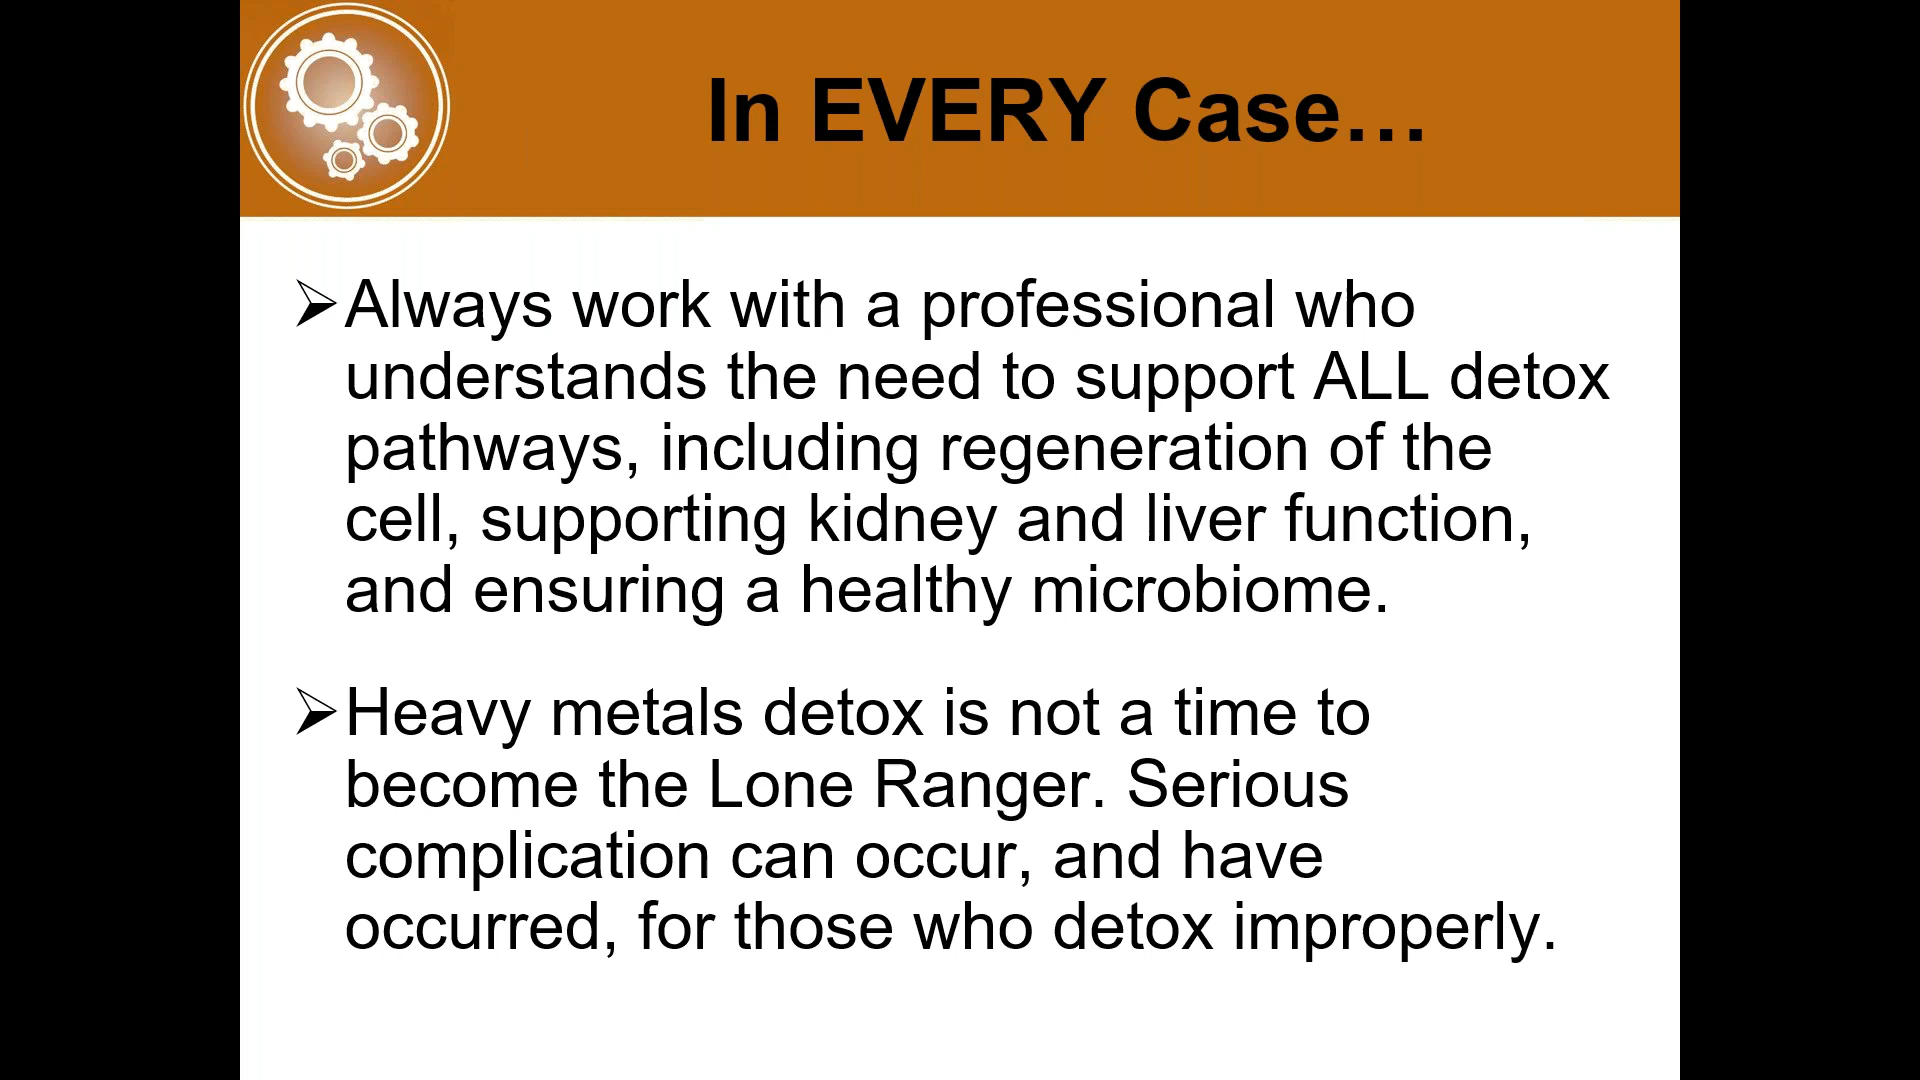 In EVERY Case…
➢Always work with a professional who
understands the need to support ALL detox
pathways, including regeneration of the
cell, supporting kidney and liver function,
and ensuring a healthy microbiome.
➢Heavy metals detox is not a time to
become the Lone Ranger. Serious
complication can occur, and have
occurred, for those who detox improperly.